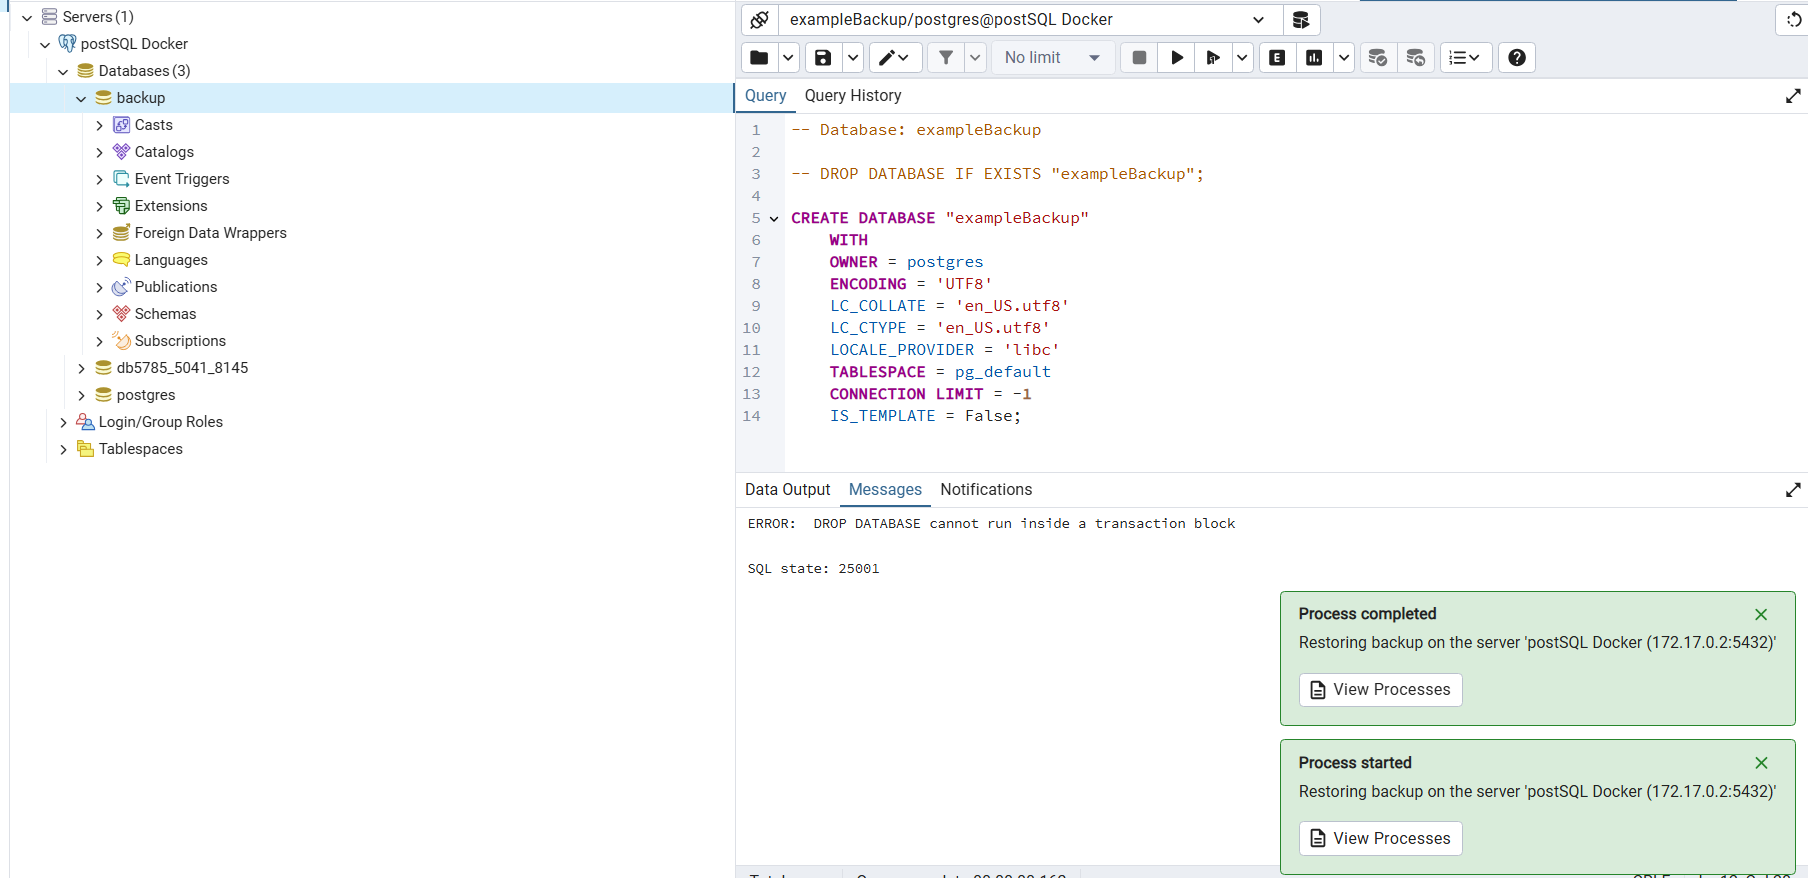 Servers (1)
postSQL Docker
Databases (3)
backup
Casts
Catalogs
Event Triggers
Extensions
Foreign Data Wrappers
Languages
Publications
Schemas
Subscriptions
db5785_5041_8145
postgres
Login/Group Roles
Tablespaces
exampleBackup/postgres@postSQL Docker
No limit
E
Query Query History
1 -- Database: exampleBackup
2
3 -- DROP DATABASE IF EXISTS "exampleBackup";
4
5 CREATE DATABASE "exampleBackup"
6 WITH
7 OWNER = postgres
8 ENCODING = 'UTF8'
9 LC_COLLATE = 'en_US.utf8'
10 LC_CTYPE = 'en_US.utf8'
11 LOCALE_PROVIDER = 'libc'
12 TABLESPACE = pg_default
13 CONNECTION LIMIT = -1
14 IS_TEMPLATE = False;
Data Output Messages Notifications
ERROR:  DROP DATABASE cannot run inside a transaction block
SQL state: 25001
Process completed
Restoring backup on the server 'postSQL Docker (172.17.0.2:5432)'
View Processes
Process started
Restoring backup on the server 'postSQL Docker (172.17.0.2:5432)'
View Processes